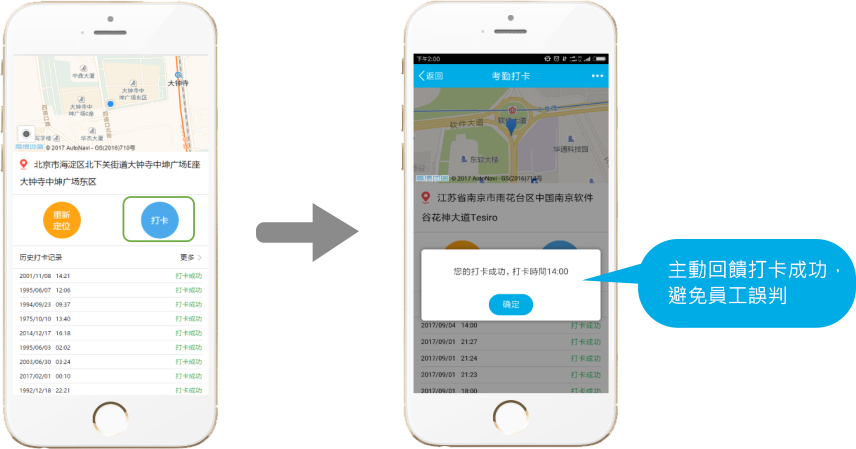 中鼎大厦
大钟寺
大钟寺中
坤广场东区
大钟寺中
坤广场C座
写字楼
华杰大厦
高德地图 © 2017 AutoNavi - GS(2016)710号
北京市海淀区北下关街道大钟寺中坤广场E座
大钟寺中坤广场东区
重新
定位
打卡
历史打卡记录 更多
2001/11/08 14:21 打卡成功
1995/06/07 12:06 打卡成功
1994/09/23 09:37 打卡成功
1975/10/10 13:40 打卡成功
2014/12/17 16:18 打卡成功
1995/06/03 02:02 打卡成功
2003/06/30 03:24 打卡成功
2017/02/01 00:10 打卡成功
1992/12/18 22:21 打卡成功
下午2:00
返回 考勤打卡
软件大道 软件大道
华通科技园
东软大楼
高德地图 © 2017 AutoNavi - GS(2016)710号
江苏省南京市雨花台区中国南京软件
谷花神大道Tesiro
您的打卡成功，打卡時間14:00
确定
2017/09/04 14:00 打卡成功
2017/09/01 21:27 打卡成功
2017/09/01 21:24 打卡成功
2017/09/01 21:23 打卡成功
2017/09/01 18:00 打卡成功
主動回饋打卡成功，
避免員工誤判